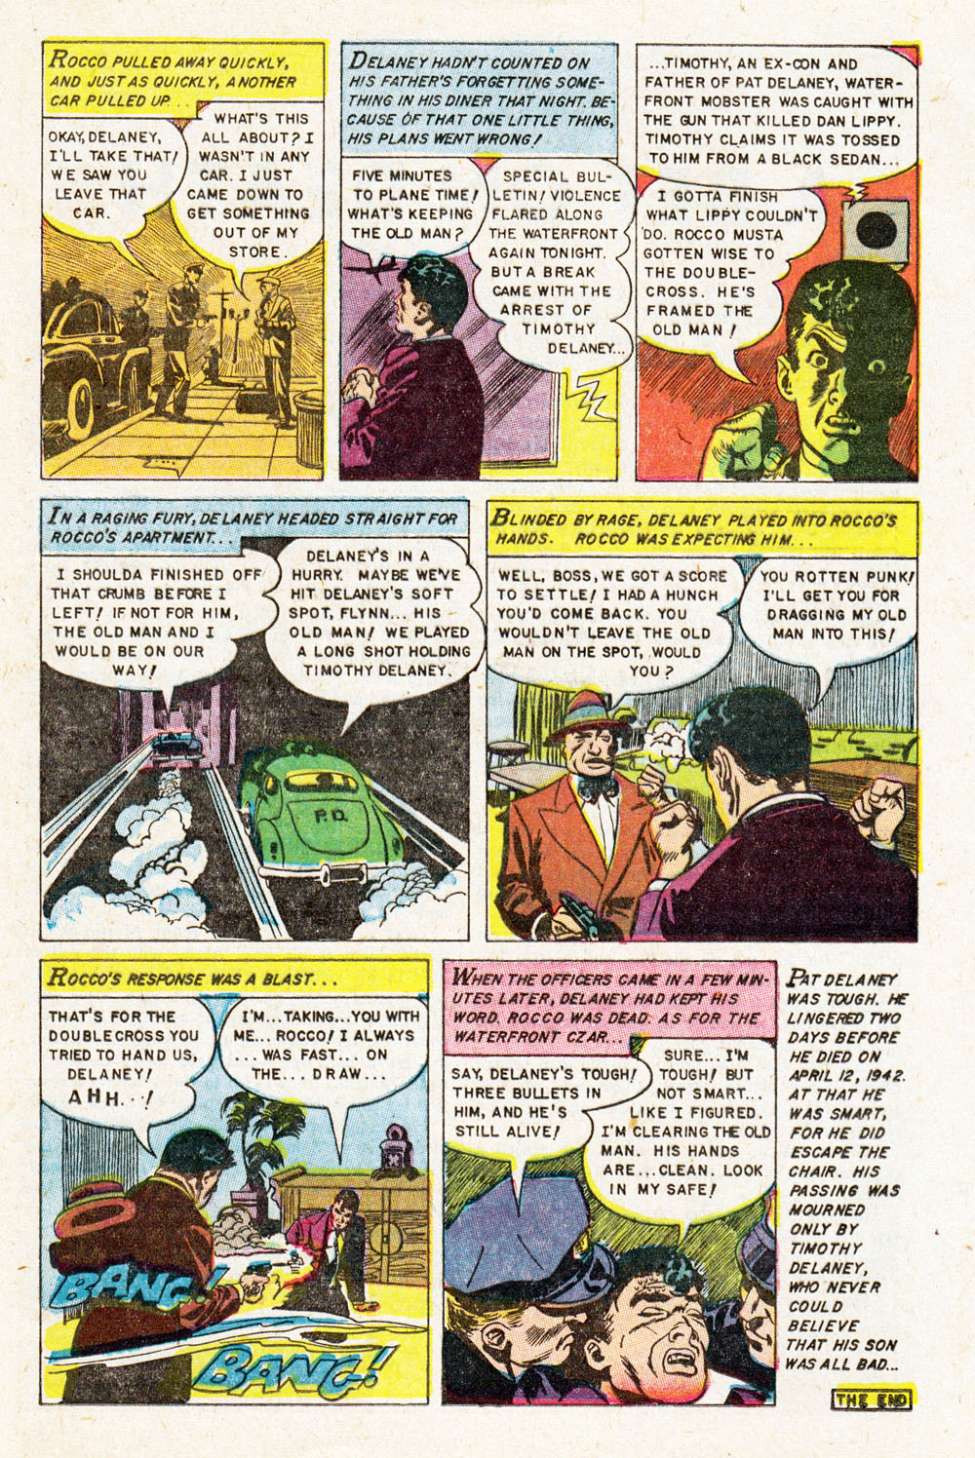 ROCCO PULLED AWAY QUICKLY,
AND JUST AS QUICKLY, ANOTHER
CAR PULLED UP...
OKAY, DELANEY,
I'LL TAKE THAT!
WE SAW YOU
LEAVE THAT
CAR.
WHAT'S THIS
ALL ABOUT? I
WASN'T IN ANY
CAR. I JUST
CAME DOWN TO
GET SOMETHING
OUT OF MY
STORE.
DELANEY HADN'T COUNTED ON
HIS FATHER'S FORGETTING SOME-
THING IN HIS DINER THAT NIGHT. BE-
CAUSE OF THAT ONE LITTLE THING,
HIS PLANS WENT WRONG!
FIVE MINUTES
TO PLANE TIME!
WHAT'S KEEPING
THE OLD MAN?
SPECIAL BUL-
LETIN! VIOLENCE
FLARED ALONG
THE WATERFRONT
AGAIN TONIGHT.
BUT A BREAK
CAME WITH THE
ARREST OF
TIMOTHY
DELANEY...
...TIMOTHY, AN EX-CON AND
FATHER OF PAT DELANEY, WATER-
FRONT MOBSTER WAS CAUGHT WITH
THE GUN THAT KILLED DAN LIPPY.
TIMOTHY CLAIMS IT WAS TOSSED
TO HIM FROM A BLACK SEDAN...
I GOTTA FINISH
WHAT LIPPY COULDN'T
DO. ROCCO MUSTA
GOTTEN WISE TO
THE DOUBLE-
CROSS. HE'S
FRAMED THE
OLD MAN!
IN A RAGING FURY, DELANEY HEADED STRAIGHT FOR
ROCCO'S APARTMENT...
I SHOULDA FINISHED OFF
THAT CRUMB BEFORE I
LEFT! IF NOT FOR HIM,
THE OLD MAN AND I
WOULD BE ON OUR
WAY!
DELANEY'S IN A
HURRY. MAYBE WE'VE
HIT DELANEY'S SOFT
SPOT, FLYNN... HIS
OLD MAN! WE PLAYED
A LONG SHOT HOLDING
TIMOTHY DELANEY.
P.D.
BLINDED BY RAGE, DELANEY PLAYED INTO ROCCO'S
HANDS. ROCCO WAS EXPECTING HIM...
WELL, BOSS, WE GOT A SCORE
TO SETTLE! I HAD A HUNCH
YOU'D COME BACK. YOU
WOULDN'T LEAVE THE OLD
MAN ON THE SPOT, WOULD
YOU?
YOU ROTTEN PUNK!
I'LL GET YOU FOR
DRAGGING MY OLD
MAN INTO THIS!
ROCCO'S RESPONSE WAS A BLAST...
THAT'S FOR THE
DOUBLECROSS YOU
TRIED TO HAND US,
DELANEY!
AHH...!
I'M...TAKING...YOU WITH
ME...ROCCO! I ALWAYS
...WAS FAST...ON
THE...DRAW...
BANG!
BANG!
WHEN THE OFFICERS CAME IN A FEW MIN-
UTES LATER, DELANEY HAD KEPT HIS
WORD. ROCCO WAS DEAD. AS FOR THE
WATERFRONT CZAR...
SAY, DELANEY'S TOUGH!
THREE BULLETS IN
HIM, AND HE'S
STILL ALIVE!
SURE... I'M
TOUGH! BUT
NOT SMART...
LIKE I FIGURED.
I'M CLEARING THE OLD
MAN. HIS HANDS
ARE...CLEAN. LOOK
IN MY SAFE!
PAT DELANEY
WAS TOUGH. HE
LINGERED TWO
DAYS BEFORE
HE DIED ON
APRIL 12, 1942.
AT THAT HE
WAS SMART,
FOR HE DID
ESCAPE THE
CHAIR. HIS
PASSING WAS
MOURNED
ONLY BY
TIMOTHY
DELANEY,
WHO NEVER
COULD
BELIEVE
THAT HIS SON
WAS ALL BAD...
THE END